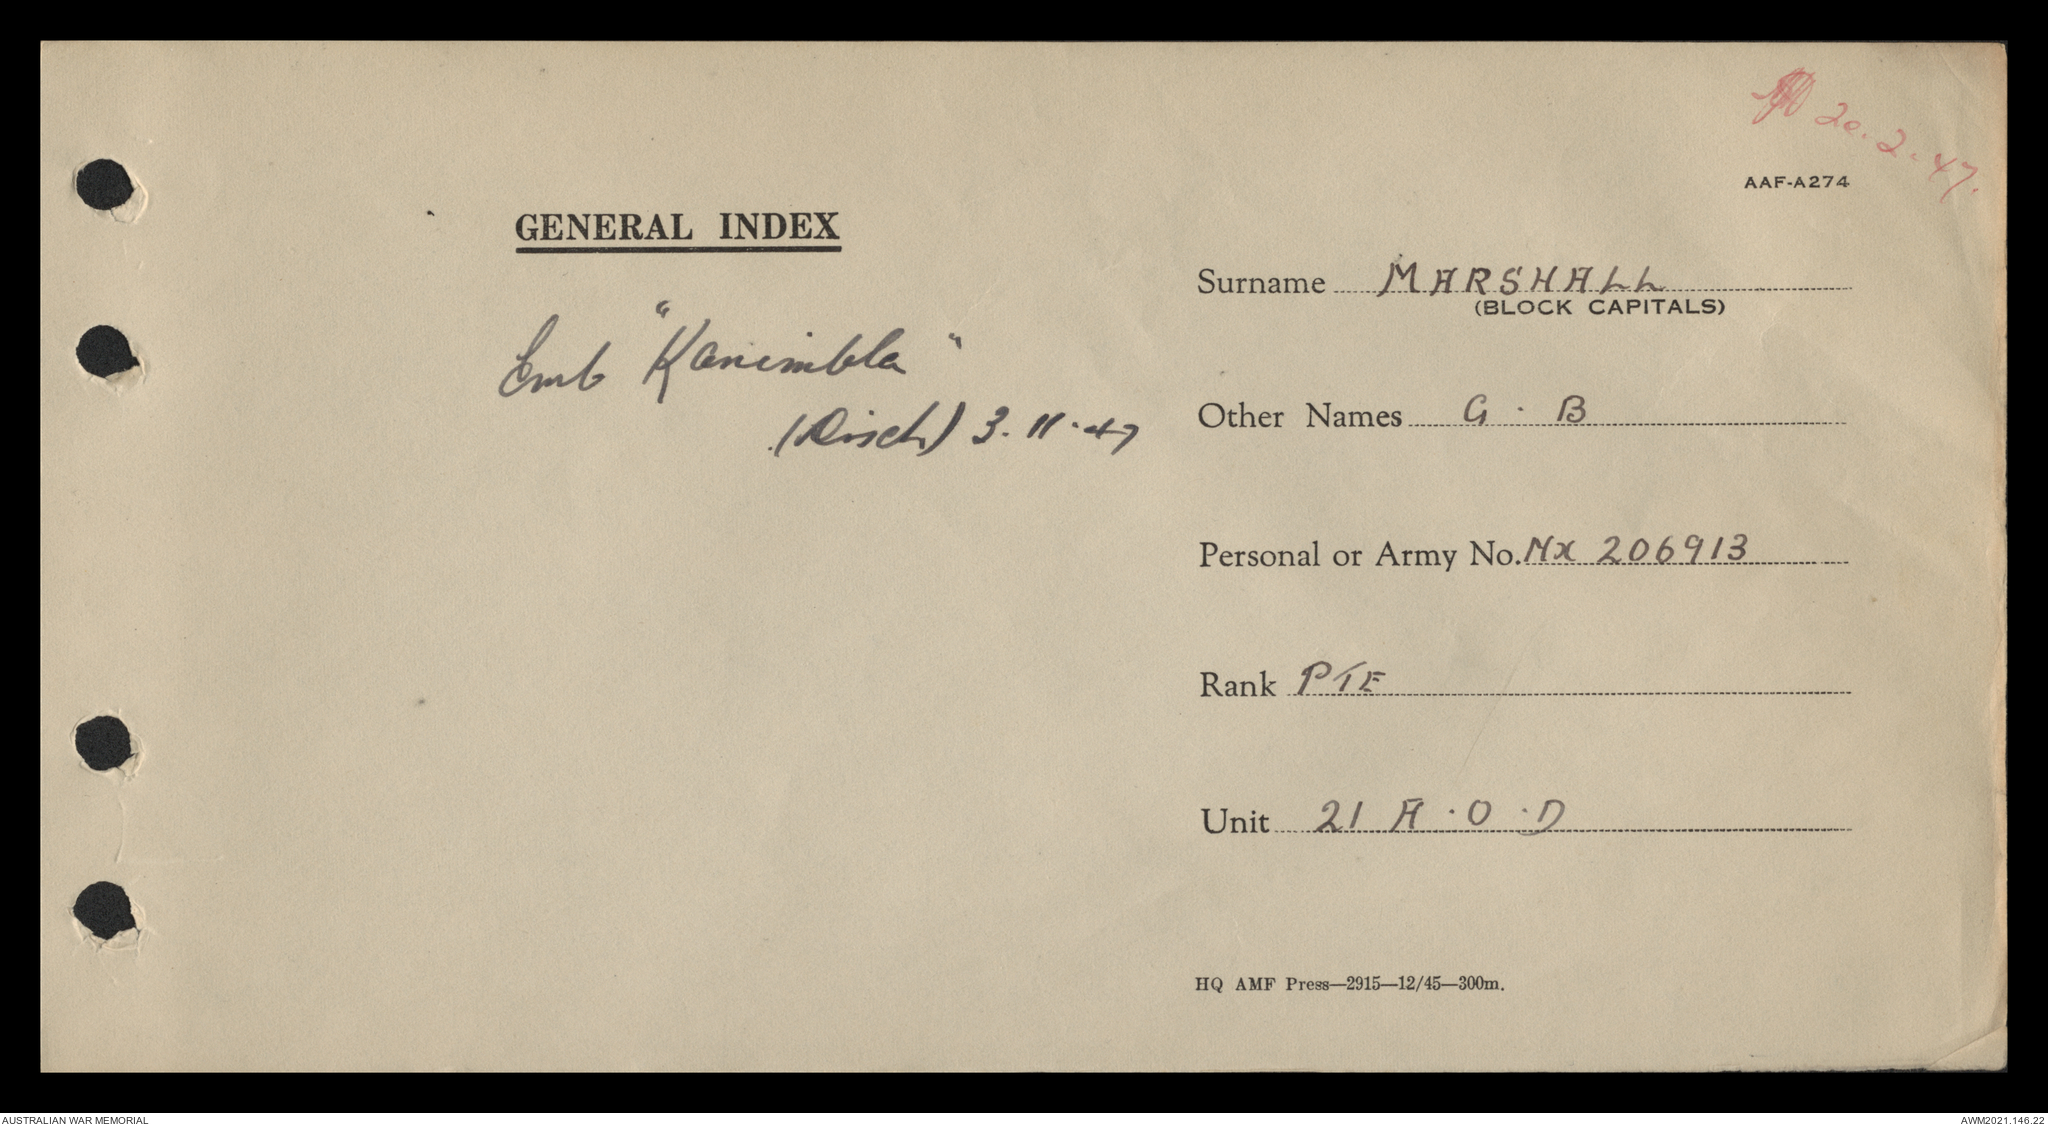 20.2.47.
AAF-A274
GENERAL INDEX
Emb "Kanimbla"
(Disch) 3.11.47
Surname MARSHALL
(BLOCK CAPITALS)
Other Names G. B
Personal or Army No. NX 206913
Rank PTE
Unit 21 A.O.D
HQ AMF Press—2915—12/45—300m.
AUSTRALIAN WAR MEMORIAL
AWM2021.146.22